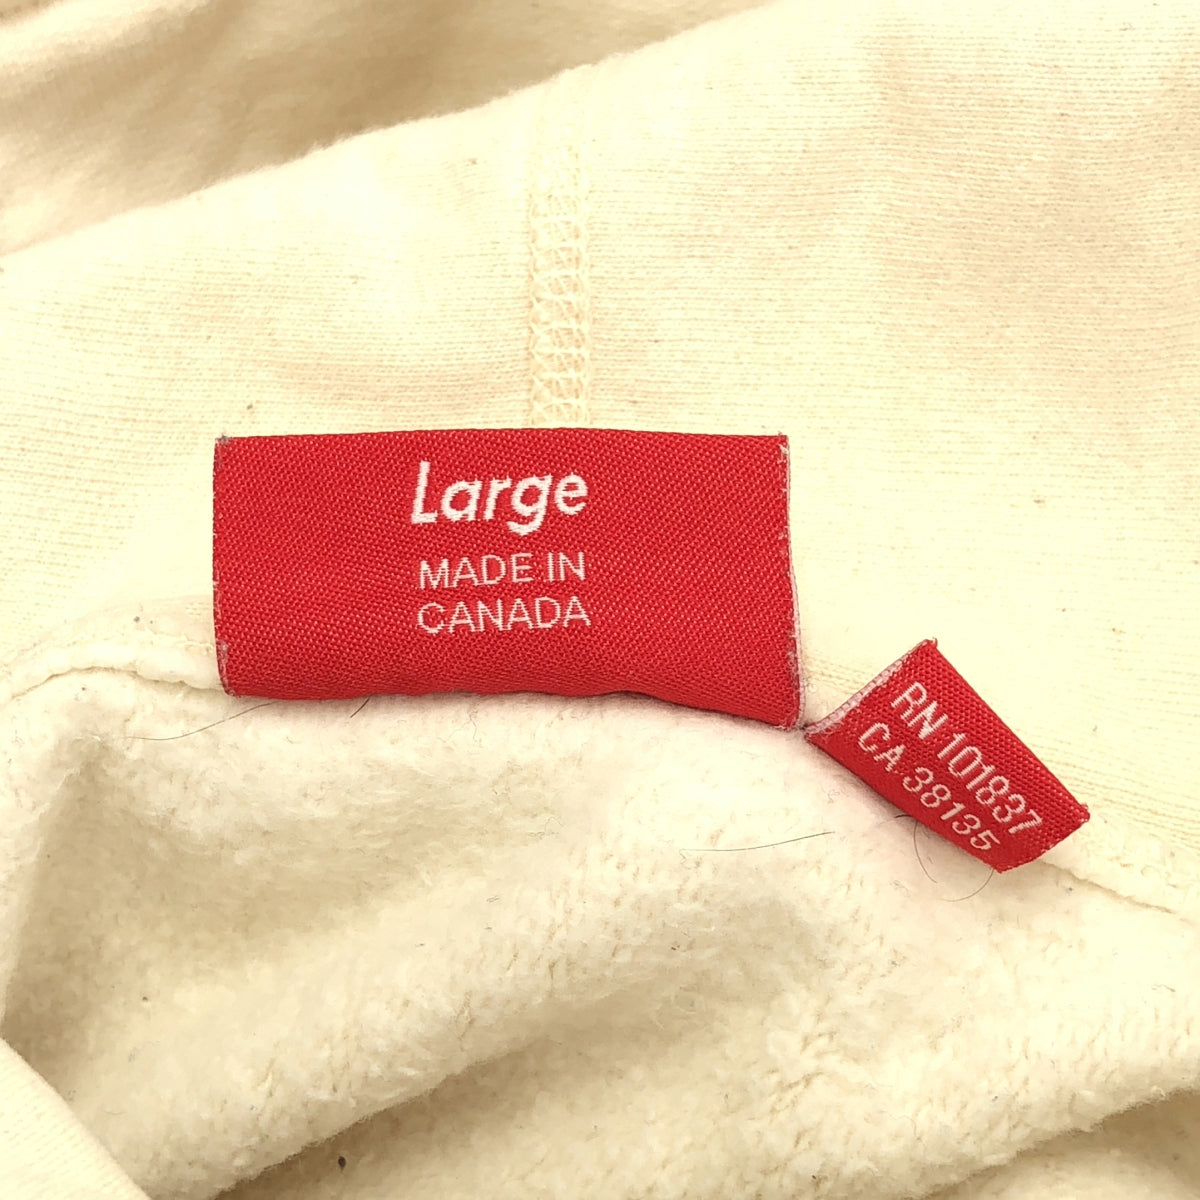 Large
MADE IN
CANADA
RN 101837
CA 38135